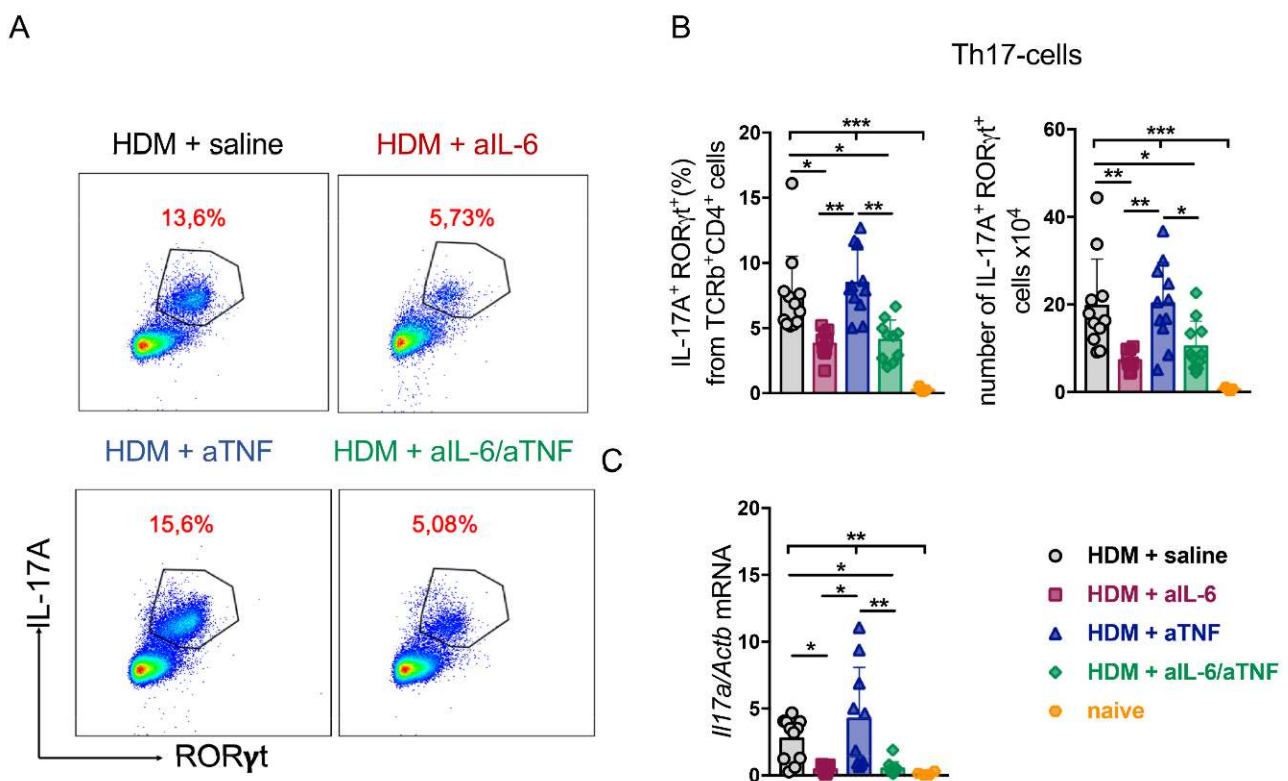 A
HDM + saline
HDM + aIL-6
13,6%
5,73%
HDM + aTNF
HDM + aIL-6/aTNF
15,6%
5,08%
IL-17A
RORγt
B
Th17-cells
IL-17A+ RORγt+(%)
from TCRb+CD4+ cells
20
15
10
5
0
***
*
*
**
**
number of IL-17A+ RORγt+
cells x10⁴
60
40
20
0
***
*
**
**
*
C
Il17a/Actb mRNA
20
15
10
5
0
**
*
*
**
*
HDM + saline
HDM + aIL-6
HDM + aTNF
HDM + aIL-6/aTNF
naive